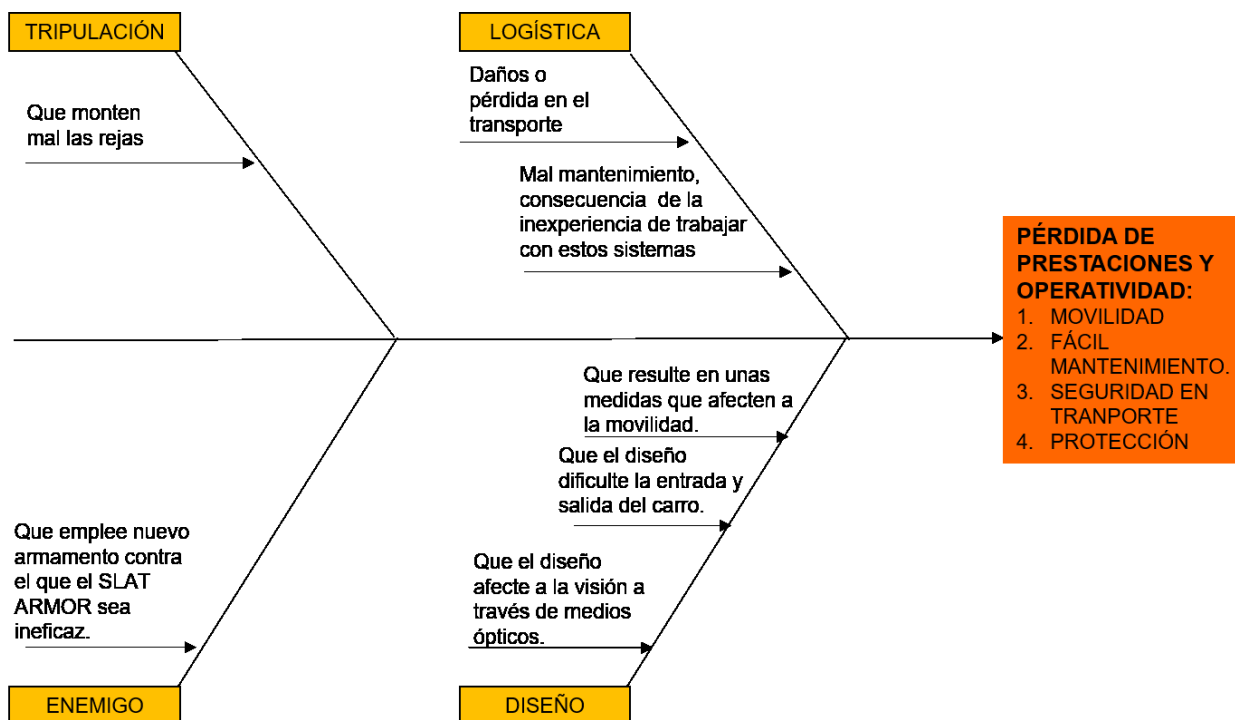 TRIPULACIÓN
LOGÍSTICA
Que monten
mal las rejas
Daños o
pérdida en el
transporte
Mal mantenimiento,
consecuencia de la
inexperiencia de trabajar
con estos sistemas
PÉRDIDA DE
PRESTACIONES Y
OPERATIVIDAD:
1. MOVILIDAD
2. FÁCIL
MANTENIMIENTO.
3. SEGURIDAD EN
TRANPORTE
4. PROTECCIÓN
Que resulte en unas
medidas que afecten a
la movilidad.
Que el diseño
dificulte la entrada y
salida del carro.
Que emplee nuevo
armamento contra
el que el SLAT
ARMOR sea
ineficaz.
Que el diseño
afecte a la visión a
través de medios
ópticos.
ENEMIGO
DISEÑO